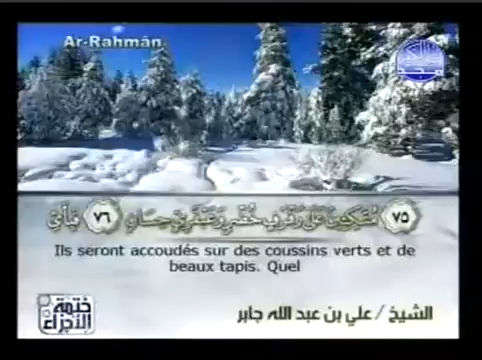 Ar-Rahmān
٧٥ مُتَّكِئِينَ عَلَىٰ رَفْرَفٍ خُضْرٍ وَعَبْقَرِيٍّ حِسَانٍ ٧٦ فَبِأَيِّ
Ils seront accoudés sur des coussins verts et de
beaux tapis. Quel
ختمة
الأجزاء
الشيخ / علي بن عبد الله جابر